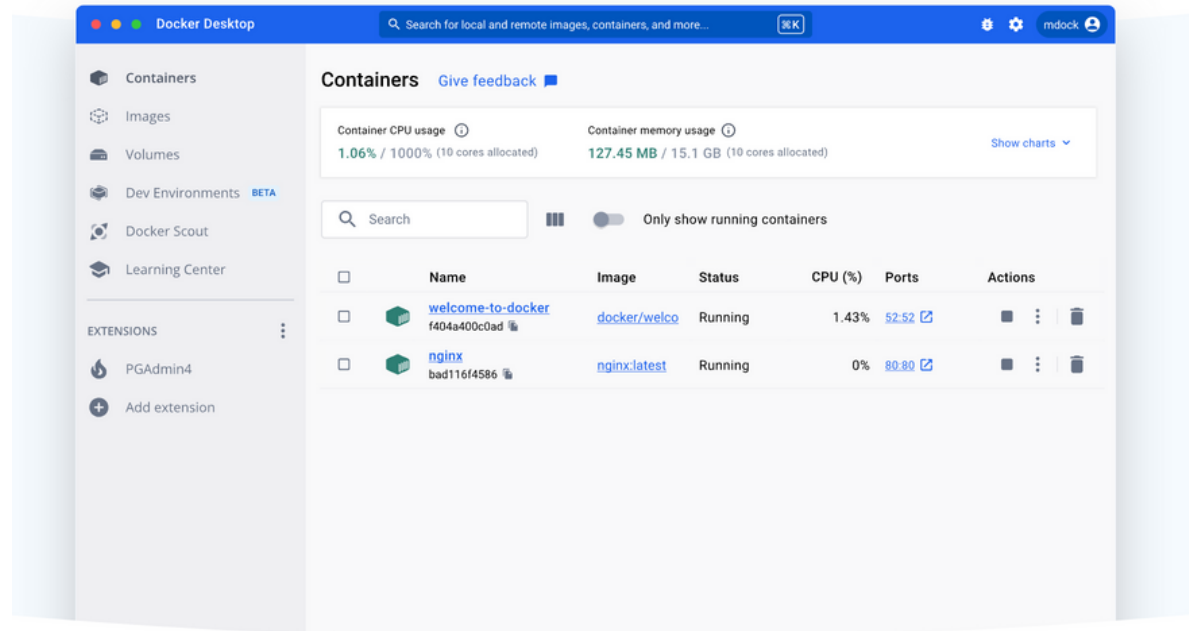 Docker Desktop
Search for local and remote images, containers, and more...
⌘K
mdock
Containers
Images
Volumes
Dev Environments BETA
Docker Scout
Learning Center
EXTENSIONS
PGAdmin4
Add extension
Containers Give feedback
Container CPU usage
1.06% / 1000% (10 cores allocated)
Container memory usage
127.45 MB / 15.1 GB (10 cores allocated)
Show charts
Search
Only show running containers
Name Image Status CPU (%) Ports Actions
welcome-to-docker docker/welco Running 1.43% 52:52
f404a400c0ad
nginx nginx:latest Running 0% 80:80
bad116f4586